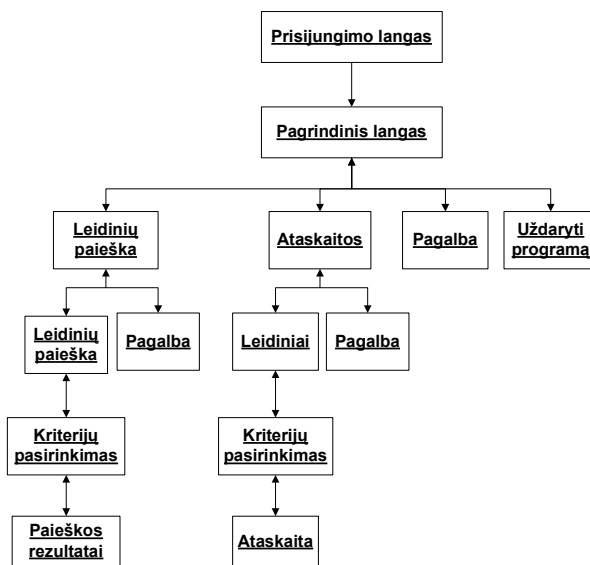 Prisijungimo langas
Pagrindinis langas
Leidinių
paieška
Ataskaitos
Pagalba
Uždaryti
programą
Leidinių
paieška
Pagalba
Leidiniai
Pagalba
Kriterijų
pasirinkimas
Kriterijų
pasirinkimas
Paieškos
rezultatai
Ataskaita